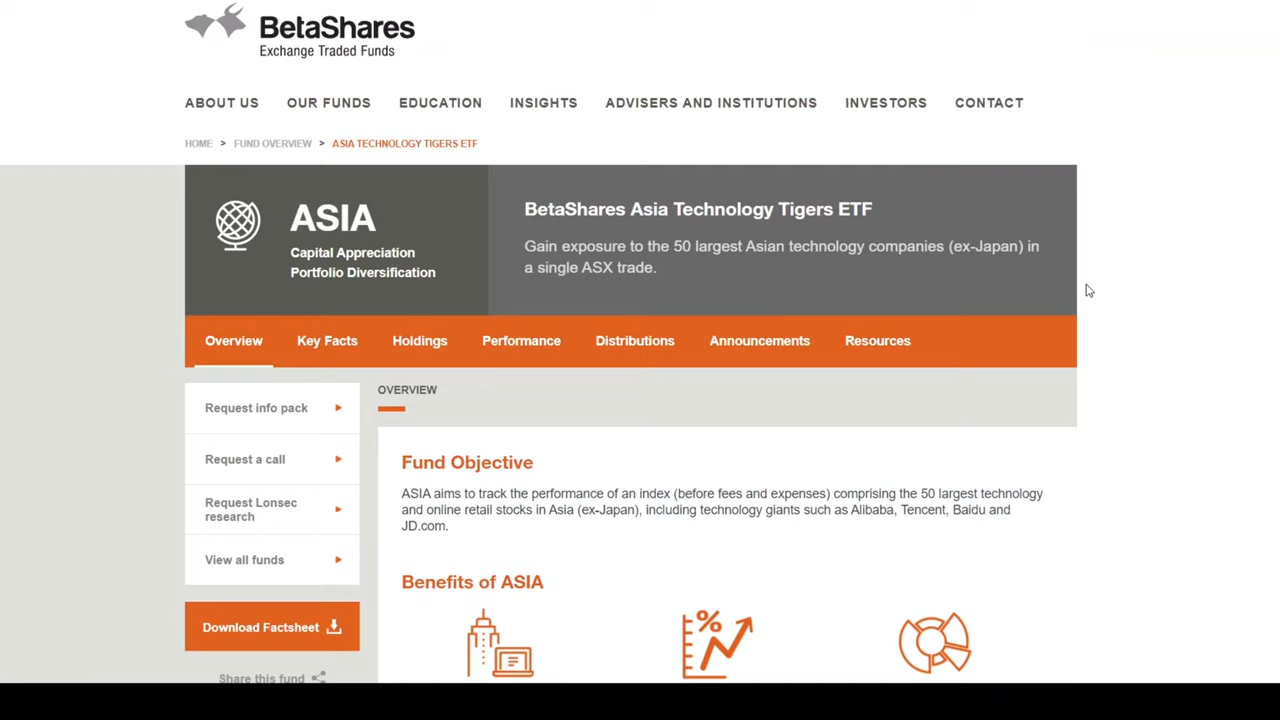 BetaShares
Exchange Traded Funds
ABOUT US OUR FUNDS EDUCATION INSIGHTS ADVISERS AND INSTITUTIONS INVESTORS CONTACT
HOME > FUND OVERVIEW > ASIA TECHNOLOGY TIGERS ETF
ASIA
Capital Appreciation
Portfolio Diversification
BetaShares Asia Technology Tigers ETF
Gain exposure to the 50 largest Asian technology companies (ex-Japan) in
a single ASX trade.
Overview Key Facts Holdings Performance Distributions Announcements Resources
Request info pack
Request a call
Request Lonsec
research
View all funds
Download Factsheet
Share this fund
OVERVIEW
Fund Objective
ASIA aims to track the performance of an index (before fees and expenses) comprising the 50 largest technology
and online retail stocks in Asia (ex-Japan), including technology giants such as Alibaba, Tencent, Baidu and
JD.com.
Benefits of ASIA
%